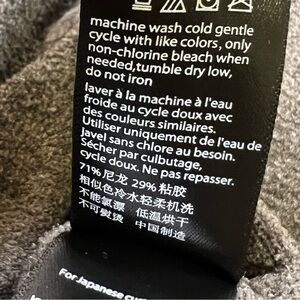 machine wash cold gentle
cycle with like colors, only
non-chlorine bleach when
needed,tumble dry low,
do not iron
laver à la machine à l'eau
froide au cycle doux avec
des couleurs similaires.
Utiliser uniquement de l'eau de
Javel sans chlore au besoin.
Sécher par culbutage,
cycle doux. Ne pas repasser.
71%尼龙 29%粘胶
相似色冷水轻柔机洗
不能氯漂 低温烘干
不可熨烫 中国制造
For Japanese